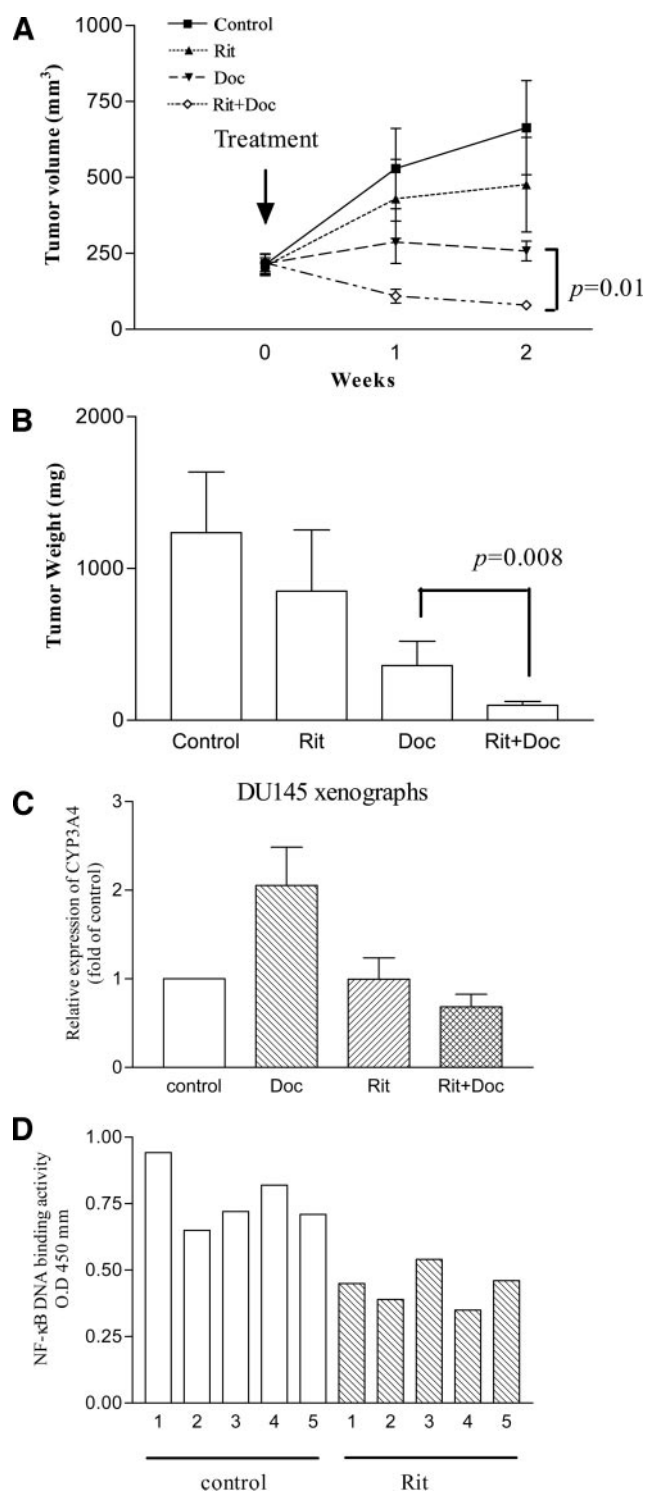 A
Control
Rit
Doc
Rit+Doc
Treatment
Tumor volume (mm³)
1000
750
500
250
0
p=0.01
0 1 2
Weeks
B
Tumor Weight (mg)
2000
1000
0
p=0.008
Control Rit Doc Rit+Doc
C
DU145 xenographs
Relative expression of CYP3A4
(fold of control)
3
2
1
0
control Doc Rit Rit+Doc
D
NF-κB DNA binding activity
O.D 450 mm
1.00
0.75
0.50
0.25
0.00
1 2 3 4 5 1 2 3 4 5
control Rit